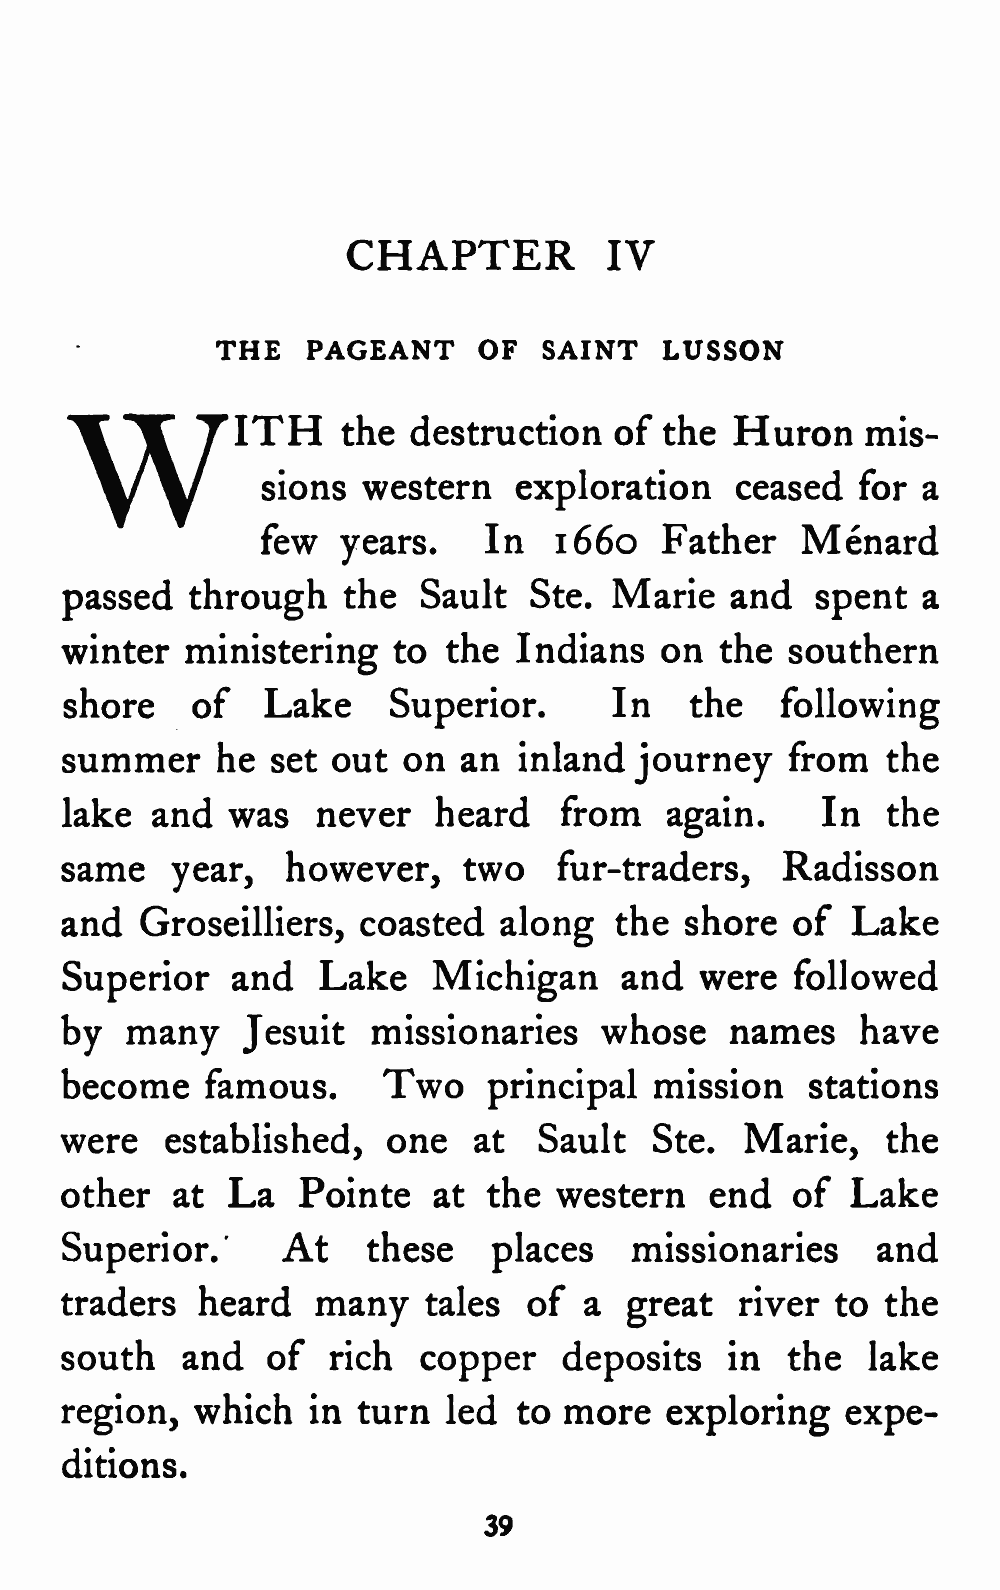 CHAPTER IV
THE PAGEANT OF SAINT LUSSON
WITH the destruction of the Huron mis-
sions western exploration ceased for a
few years. In 1660 Father Ménard
passed through the Sault Ste. Marie and spent a
winter ministering to the Indians on the southern
shore of Lake Superior. In the following
summer he set out on an inland journey from the
lake and was never heard from again. In the
same year, however, two fur-traders, Radisson
and Groseilliers, coasted along the shore of Lake
Superior and Lake Michigan and were followed
by many Jesuit missionaries whose names have
become famous. Two principal mission stations
were established, one at Sault Ste. Marie, the
other at La Pointe at the western end of Lake
Superior. At these places missionaries and
traders heard many tales of a great river to the
south and of rich copper deposits in the lake
region, which in turn led to more exploring expe-
ditions.
39